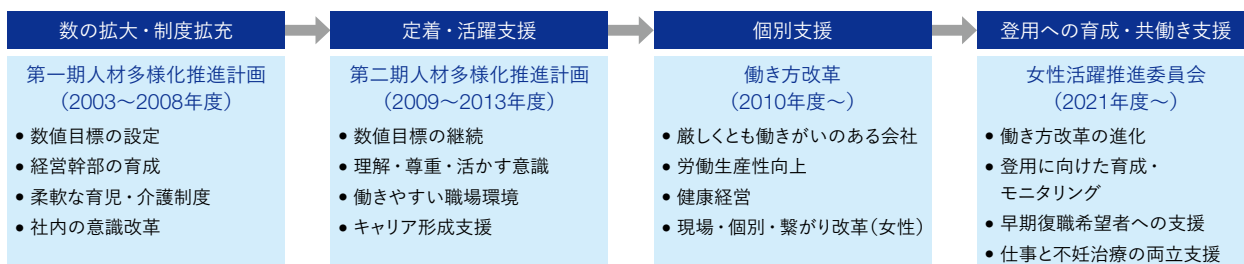 数の拡大・制度拡充
第一期人材多様化推進計画
(2003~2008年度)
• 数値目標の設定
• 経営幹部の育成
• 柔軟な育児・介護制度
• 社内の意識改革
定着・活躍支援
第二期人材多様化推進計画
(2009~2013年度)
• 数値目標の継続
• 理解・尊重・活かす意識
• 働きやすい職場環境
• キャリア形成支援
個別支援
働き方改革
(2010年度~)
• 厳しくとも働きがいのある会社
• 労働生産性向上
• 健康経営
• 現場・個別・繋がり改革(女性)
登用への育成・共働き支援
女性活躍推進委員会
(2021年度~)
• 働き方改革の進化
• 登用に向けた育成・
モニタリング
• 早期復職希望者への支援
• 仕事と不妊治療の両立支援